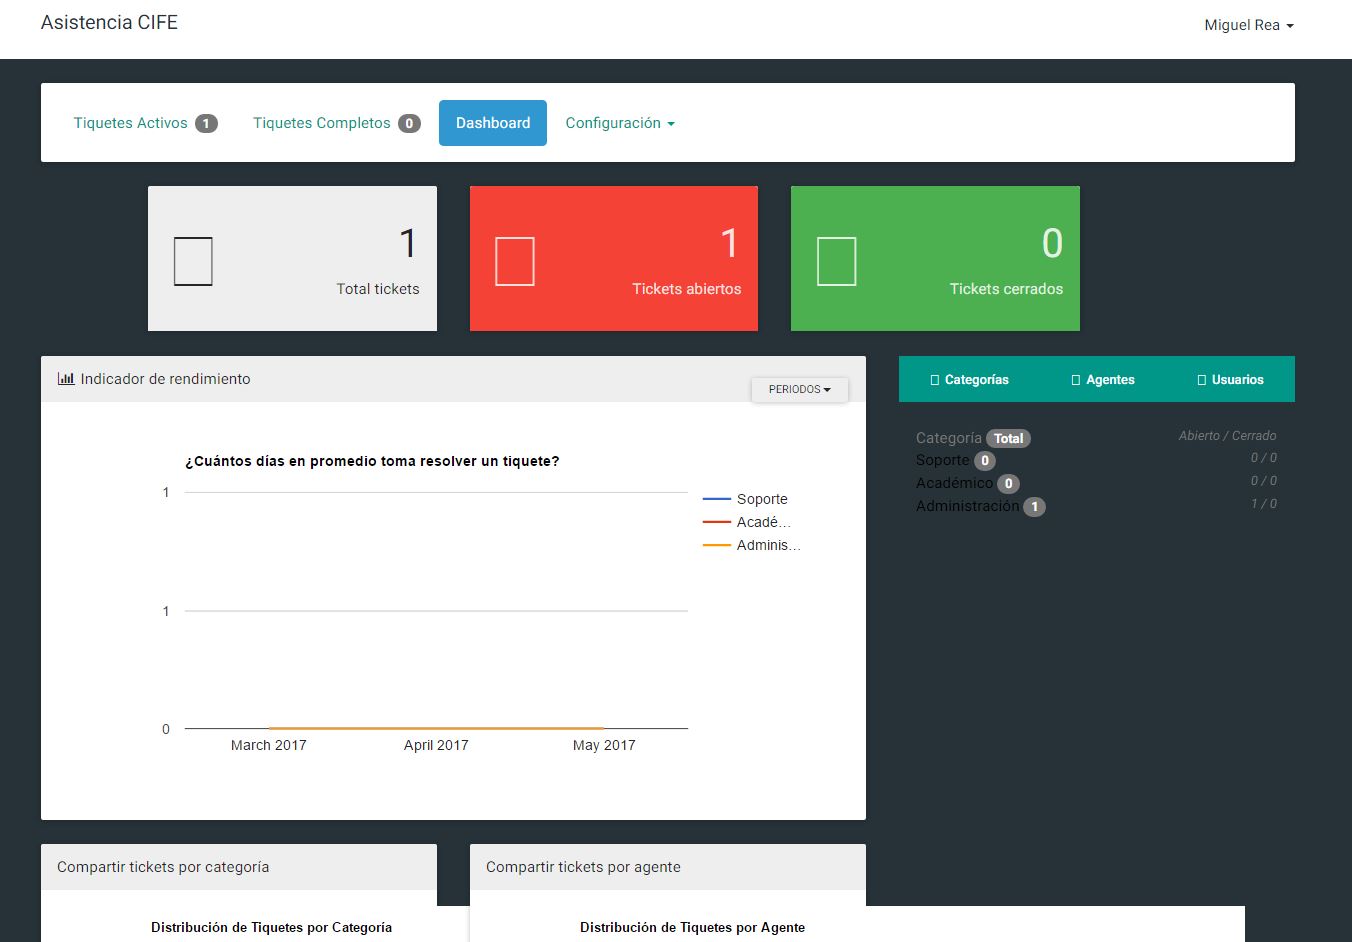 Asistencia CIFE
Miguel Rea
Tiquetes Activos 1
Tiquetes Completos 0
Dashboard
Configuración
1
Total tickets
1
Tickets abiertos
0
Tickets cerrados
Indicador de rendimiento
PERIODOS
¿Cuántos días en promedio toma resolver un tiquete?
1
1
0
March 2017
April 2017
May 2017
Soporte
Acadé...
Adminis...
Categorías
Agentes
Usuarios
Categoría Total
Abierto / Cerrado
Soporte 0
0 / 0
Académico 0
0 / 0
Administración 1
1 / 0
Compartir tickets por categoría
Distribución de Tiquetes por Categoría
Compartir tickets por agente
Distribución de Tiquetes por Agente